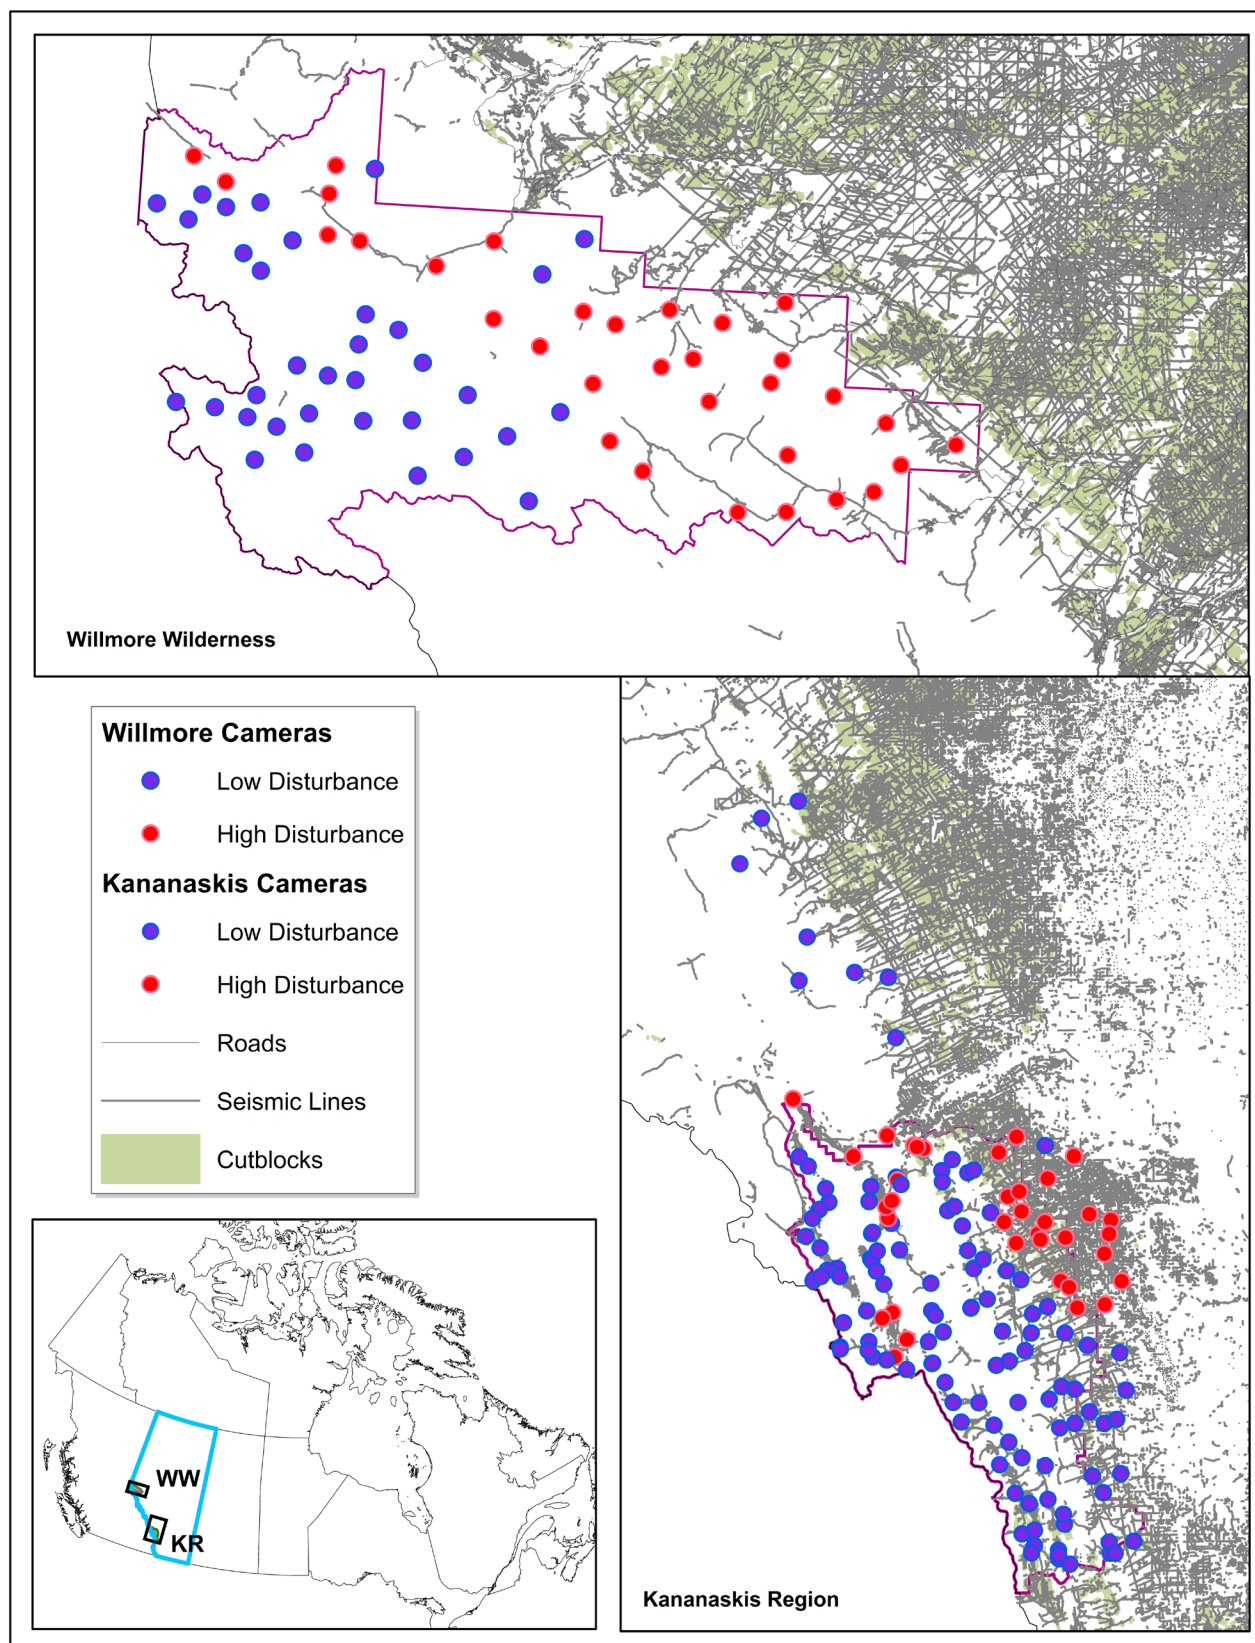 Willmore Wilderness
Willmore Cameras
Low Disturbance
High Disturbance
Kananaskis Cameras
Low Disturbance
High Disturbance
Roads
Seismic Lines
Cutblocks
WW
KR
Kananaskis Region